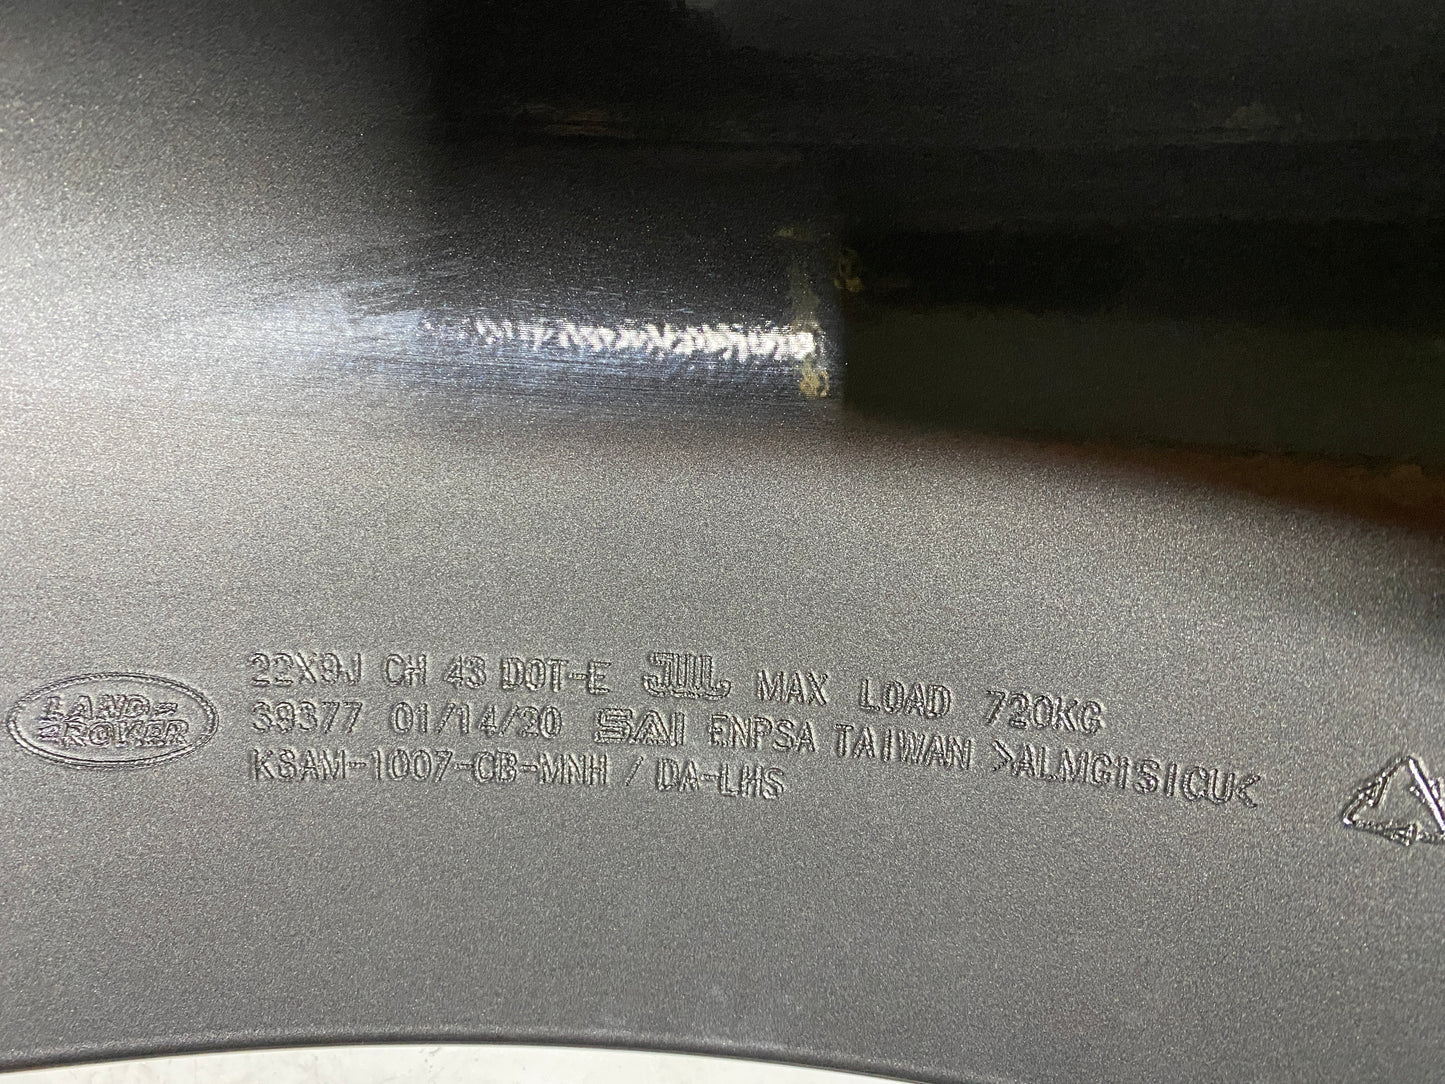 LAND-
ROVER
22X9J CH 43 DOT-E JWL MAX LOAD 720KG
39377 01/14/20 SAI ENPSA TAIWAN >ALMG1SICU<
K8AM-1007-CB-MNH / DA-LHS